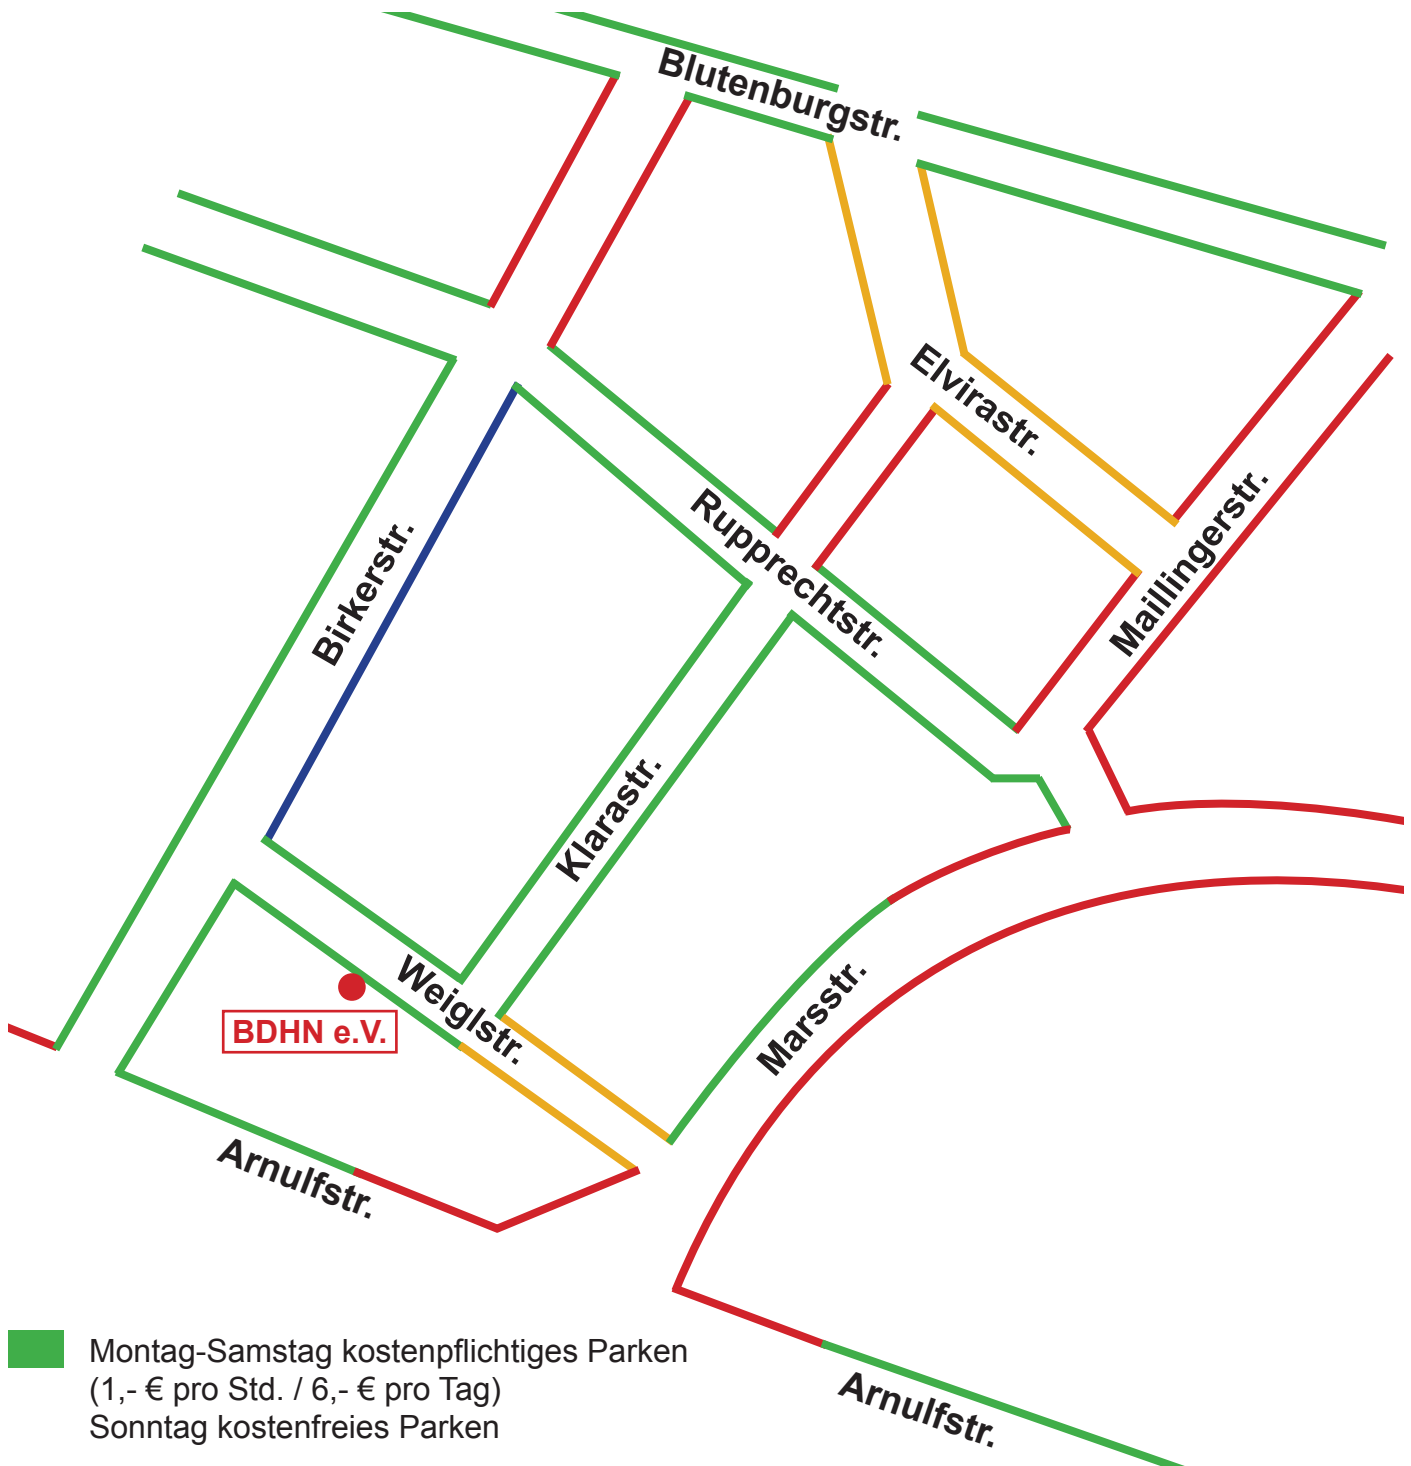 Blutenburgstr.
Elvirastr.
Rupprechtstr.
Maillingerstr.
Birkerstr.
Klarastr.
Weiglstr.
Marsstr.
BDHN e.V.
Arnulfstr.
Montag-Samstag kostenpflichtiges Parken
(1,- € pro Std. / 6,- € pro Tag)
Sonntag kostenfreies Parken
Arnulfstr.